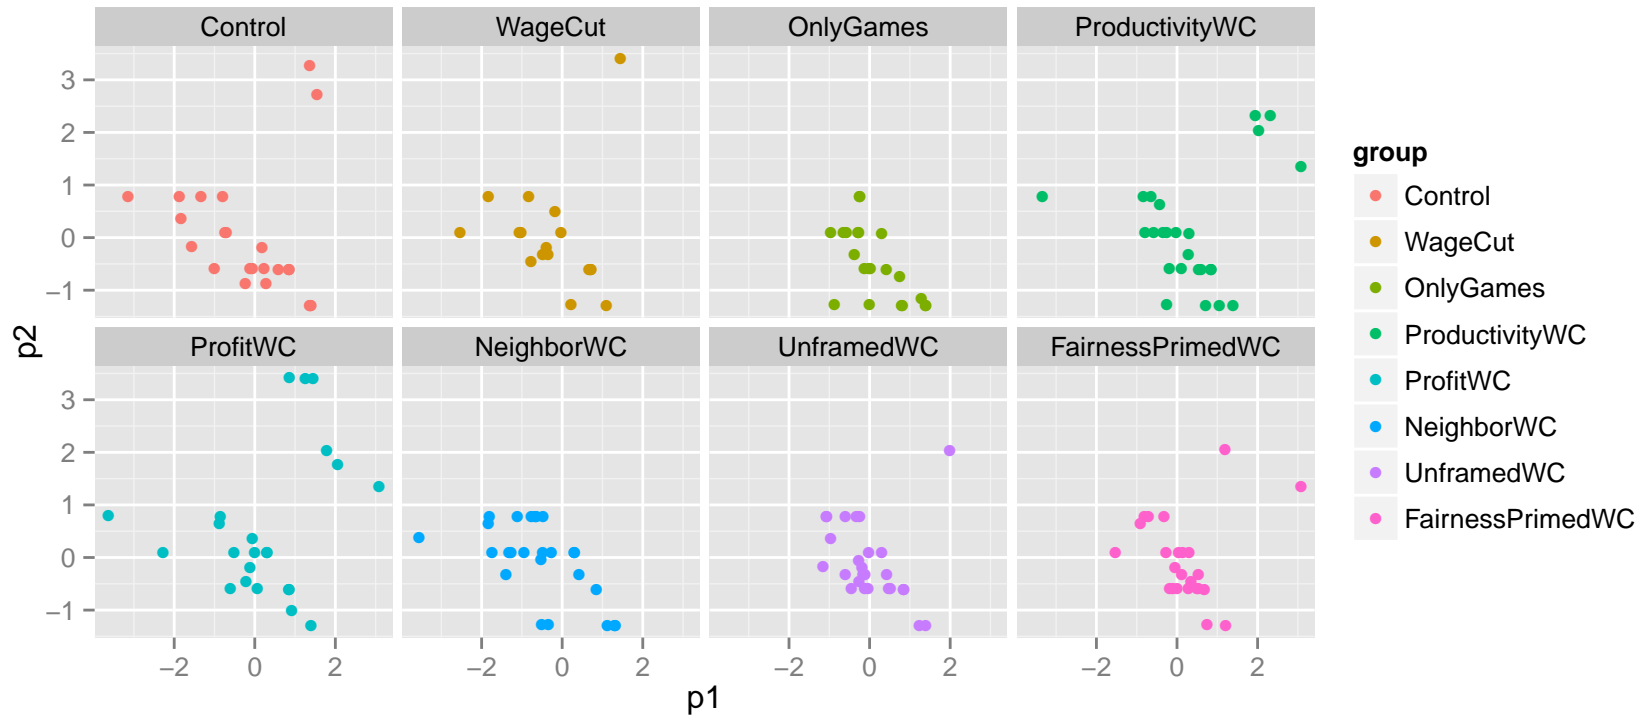 Control
WageCut
OnlyGames
ProductivityWC
3
2
1
0
−1
ProfitWC
NeighborWC
UnframedWC
FairnessPrimedWC
3
2
1
0
−1
−2 0 2
−2 0 2
−2 0 2
−2 0 2
p1
p2
group
Control
WageCut
OnlyGames
ProductivityWC
ProfitWC
NeighborWC
UnframedWC
FairnessPrimedWC